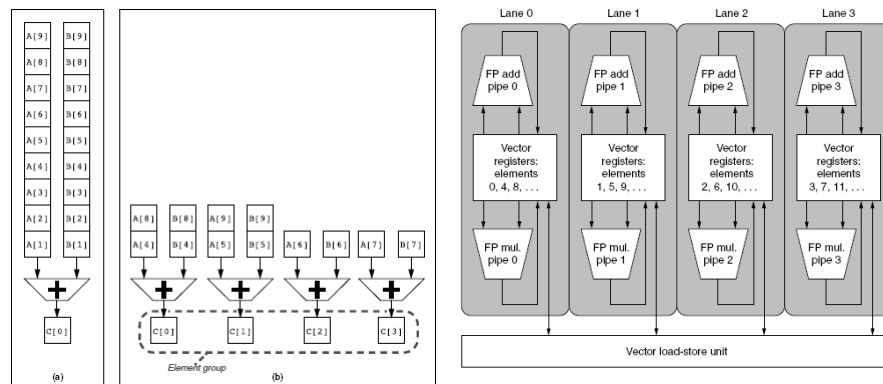 A[9] B[9]
A[8] B[8]
A[7] B[7]
A[6] B[6]
A[5] B[5]
A[4] B[4]
A[3] B[3]
A[2] B[2]
A[1] B[1]
+
C[0]
(a)
A[8] B[8] A[9] B[9]
A[4] B[4] A[5] B[5] A[6] B[6] A[7] B[7]
+ + + +
C[0] C[1] C[2] C[3]
Element group
(b)
Lane 0 Lane 1 Lane 2 Lane 3
FP add FP add FP add FP add
pipe 0 pipe 1 pipe 2 pipe 3
Vector Vector Vector Vector
registers: registers: registers: registers:
elements elements elements elements
0, 4, 8, . . . 1, 5, 9, . . . 2, 6, 10, . . . 3, 7, 11, . . .
FP mul. FP mul. FP mul. FP mul.
pipe 0 pipe 1 pipe 2 pipe 3
Vector load-store unit